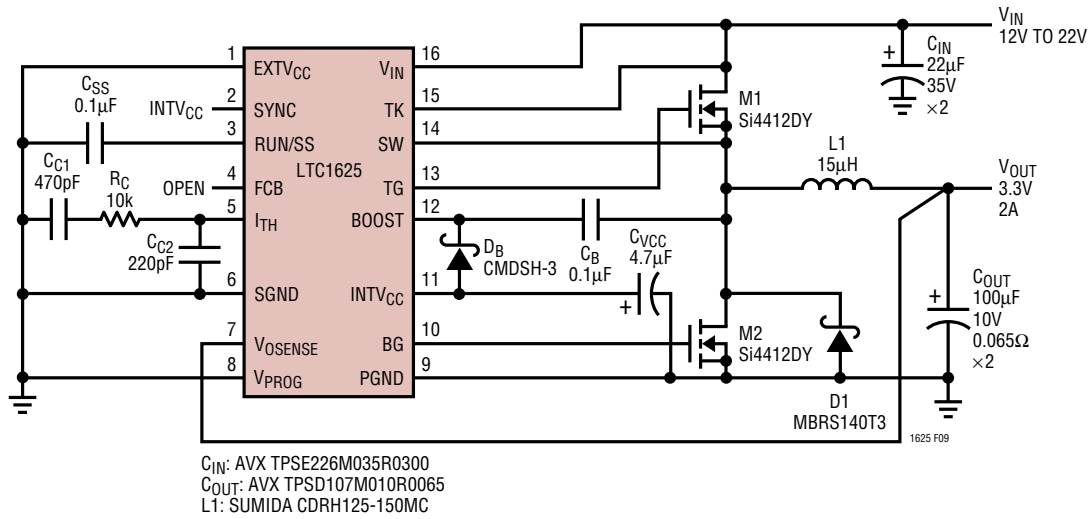 VIN
12V TO 22V
CIN
22µF
35V
×2
1
EXTVCC
VIN
16
CSS
0.1µF
INTVCC
2
SYNC
TK
15
M1
Si4412DY
3
RUN/SS
SW
14
LTC1625
CC1
470pF
RC
10k
OPEN
4
FCB
TG
13
L1
15µH
VOUT
3.3V
2A
5
ITH
BOOST
12
CC2
220pF
DB
CMDSH-3
CB
0.1µF
CVCC
4.7µF
6
SGND
INTVCC
11
COUT
100µF
10V
0.065Ω
×2
7
VOSENSE
BG
10
M2
Si4412DY
8
VPROG
PGND
9
D1
MBRS140T3
1625 F09
CIN: AVX TPSE226M035R0300
COUT: AVX TPSD107M010R0065
L1: SUMIDA CDRH125-150MC
+
+
+